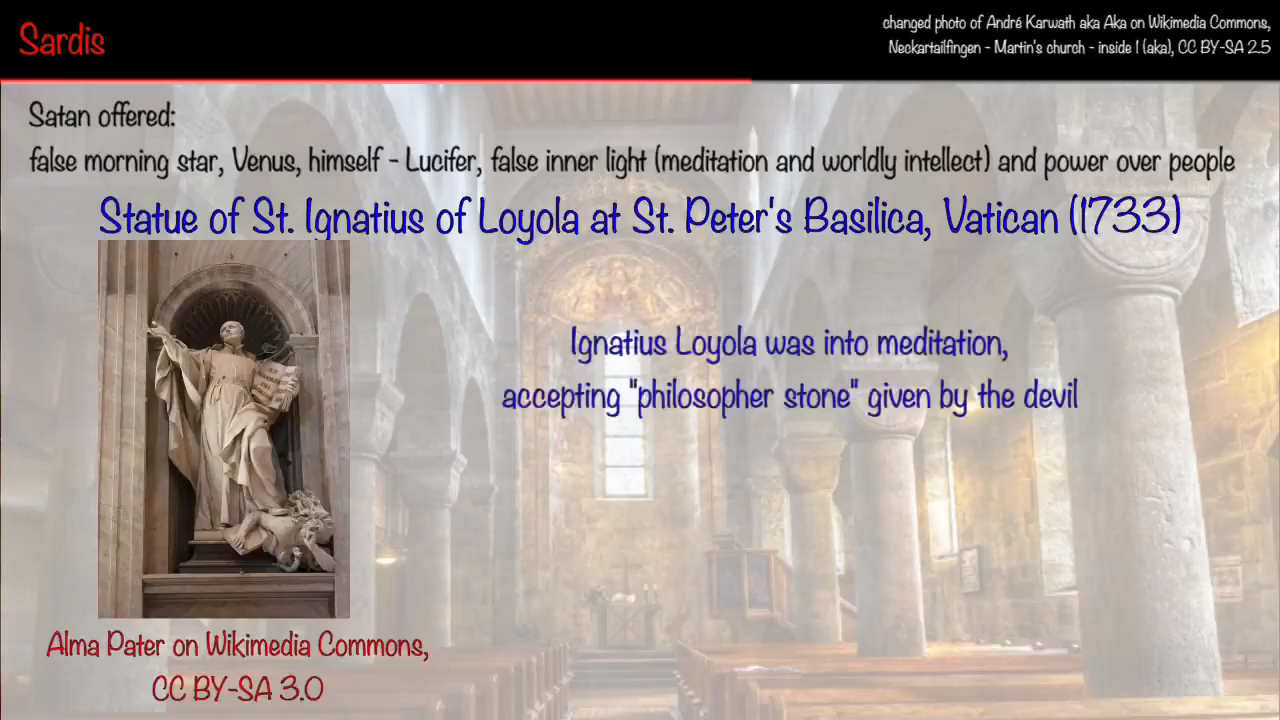 Sardis
changed photo of André Karwath aka Aka on Wikimedia Commons,
Neckartailfingen - Martin's church - inside 1 (aka), CC BY-SA 2.5
Satan offered:
false morning star, Venus, himself - Lucifer, false inner light (meditation and worldly intellect) and power over people
Statue of St. Ignatius of Loyola at St. Peter's Basilica, Vatican (1733)
Ignatius Loyola was into meditation,
accepting "philosopher stone" given by the devil
Alma Pater on Wikimedia Commons,
CC BY-SA 3.0